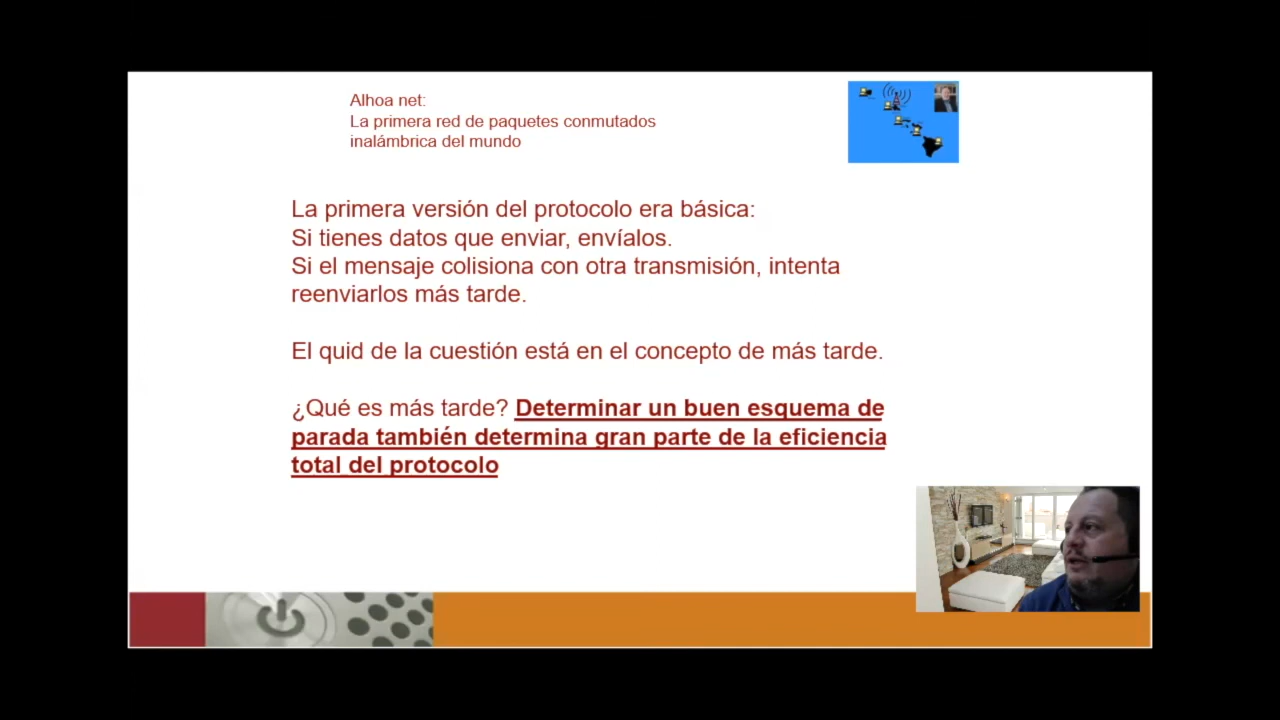 Alhoa net:
La primera red de paquetes conmutados
inalámbrica del mundo
La primera versión del protocolo era básica:
Si tienes datos que enviar, envíalos.
Si el mensaje colisiona con otra transmisión, intenta
reenviarlos más tarde.
El quid de la cuestión está en el concepto de más tarde.
¿Qué es más tarde? Determinar un buen esquema de
parada también determina gran parte de la eficiencia
total del protocolo